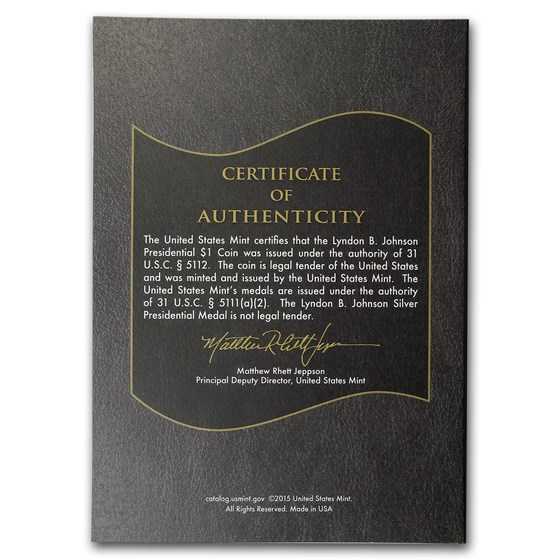 CERTIFICATE
OF
AUTHENTICITY
The United States Mint certifies that the Lyndon B. Johnson
Presidential $1 Coin was issued under the authority of 31
U.S.C. § 5112. The coin is legal tender of the United States
and was minted and issued by the United States Mint. The
United States Mint's medals are issued under the authority
of 31 U.S.C. § 5111(a)(2). The Lyndon B. Johnson Silver
Presidential Medal is not legal tender.
Matthew Rhett Jeppson
Matthew Rhett Jeppson
Principal Deputy Director, United States Mint
catalog.usmint.gov ©2015 United States Mint.
All Rights Reserved. Made in USA